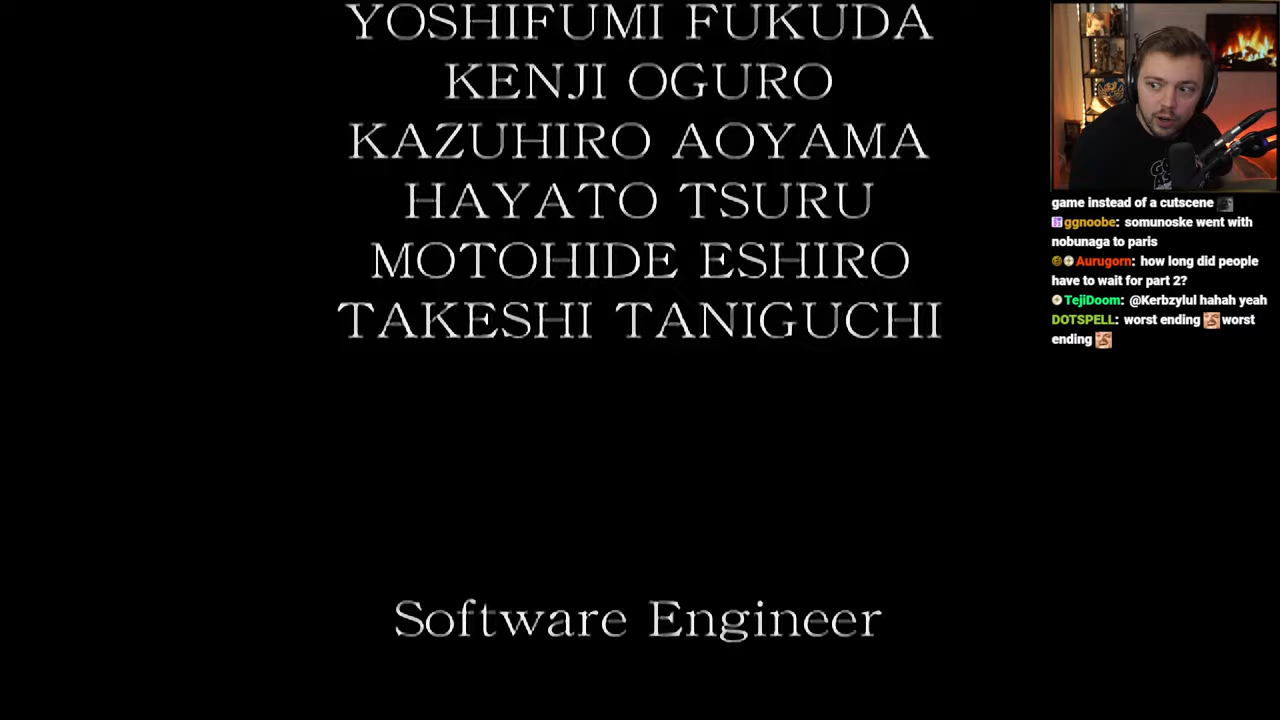 YOSHIFUMI FUKUDA
KENJI OGURO
KAZUHIRO AOYAMA
HAYATO TSURU
MOTOHIDE ESHIRO
TAKESHI TANIGUCHI
Software Engineer
game instead of a cutscene
ggnoobe: somunoske went with
nobunaga to paris
Aurugorn: how long did people
have to wait for part 2?
TejiDoom: @Kerbzylul hahah yeah
DOTSPELL: worst ending worst
ending